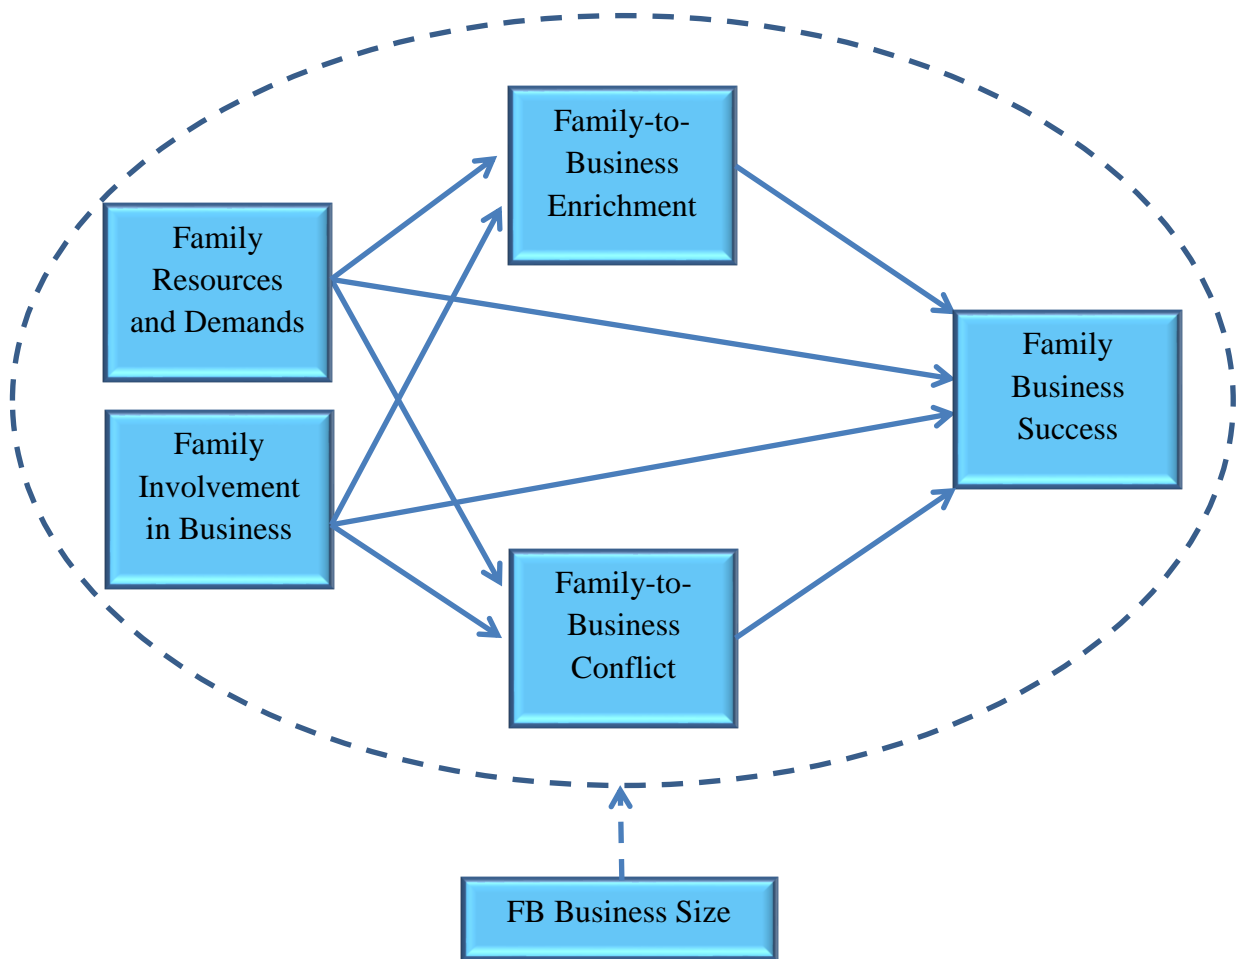 Family-to-
Business
Enrichment
Family
Resources
and Demands
Family
Business
Success
Family
Involvement
in Business
Family-to-
Business
Conflict
FB Business Size